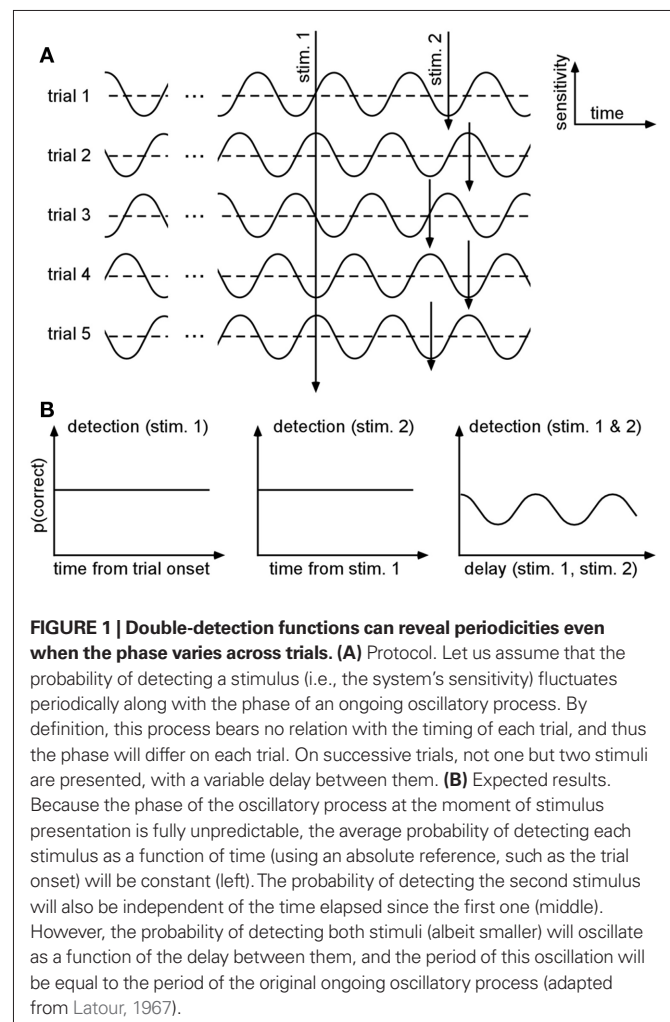 A
stim. 1
stim. 2
sensitivity
time
trial 1
...
trial 2
...
trial 3
...
trial 4
...
trial 5
...
B
detection (stim. 1)
detection (stim. 2)
detection (stim. 1 & 2)
p(correct)
time from trial onset
time from stim. 1
delay (stim. 1, stim. 2)
FIGURE 1 | Double-detection functions can reveal periodicities even
when the phase varies across trials. (A) Protocol. Let us assume that the
probability of detecting a stimulus (i.e., the system's sensitivity) fluctuates
periodically along with the phase of an ongoing oscillatory process. By
definition, this process bears no relation with the timing of each trial, and thus
the phase will differ on each trial. On successive trials, not one but two stimuli
are presented, with a variable delay between them. (B) Expected results.
Because the phase of the oscillatory process at the moment of stimulus
presentation is fully unpredictable, the average probability of detecting each
stimulus as a function of time (using an absolute reference, such as the trial
onset) will be constant (left). The probability of detecting the second stimulus
will also be independent of the time elapsed since the first one (middle).
However, the probability of detecting both stimuli (albeit smaller) will oscillate
as a function of the delay between them, and the period of this oscillation will
be equal to the period of the original ongoing oscillatory process (adapted
from Latour, 1967).